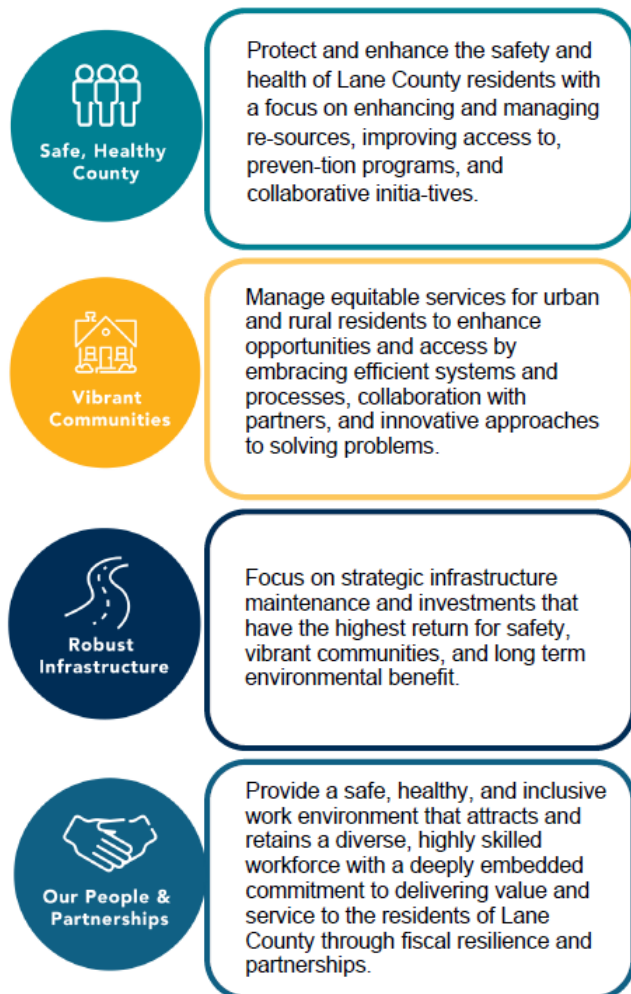 Safe, Healthy
County
Protect and enhance the safety and
health of Lane County residents with
a focus on enhancing and managing
re-sources, improving access to,
preven-tion programs, and
collaborative initia-tives.
Vibrant
Communities
Manage equitable services for urban
and rural residents to enhance
opportunities and access by
embracing efficient systems and
processes, collaboration with
partners, and innovative approaches
to solving problems.
Robust
Infrastructure
Focus on strategic infrastructure
maintenance and investments that
have the highest return for safety,
vibrant communities, and long term
environmental benefit.
Our People &
Partnerships
Provide a safe, healthy, and inclusive
work environment that attracts and
retains a diverse, highly skilled
workforce with a deeply embedded
commitment to delivering value and
service to the residents of Lane
County through fiscal resilience and
partnerships.